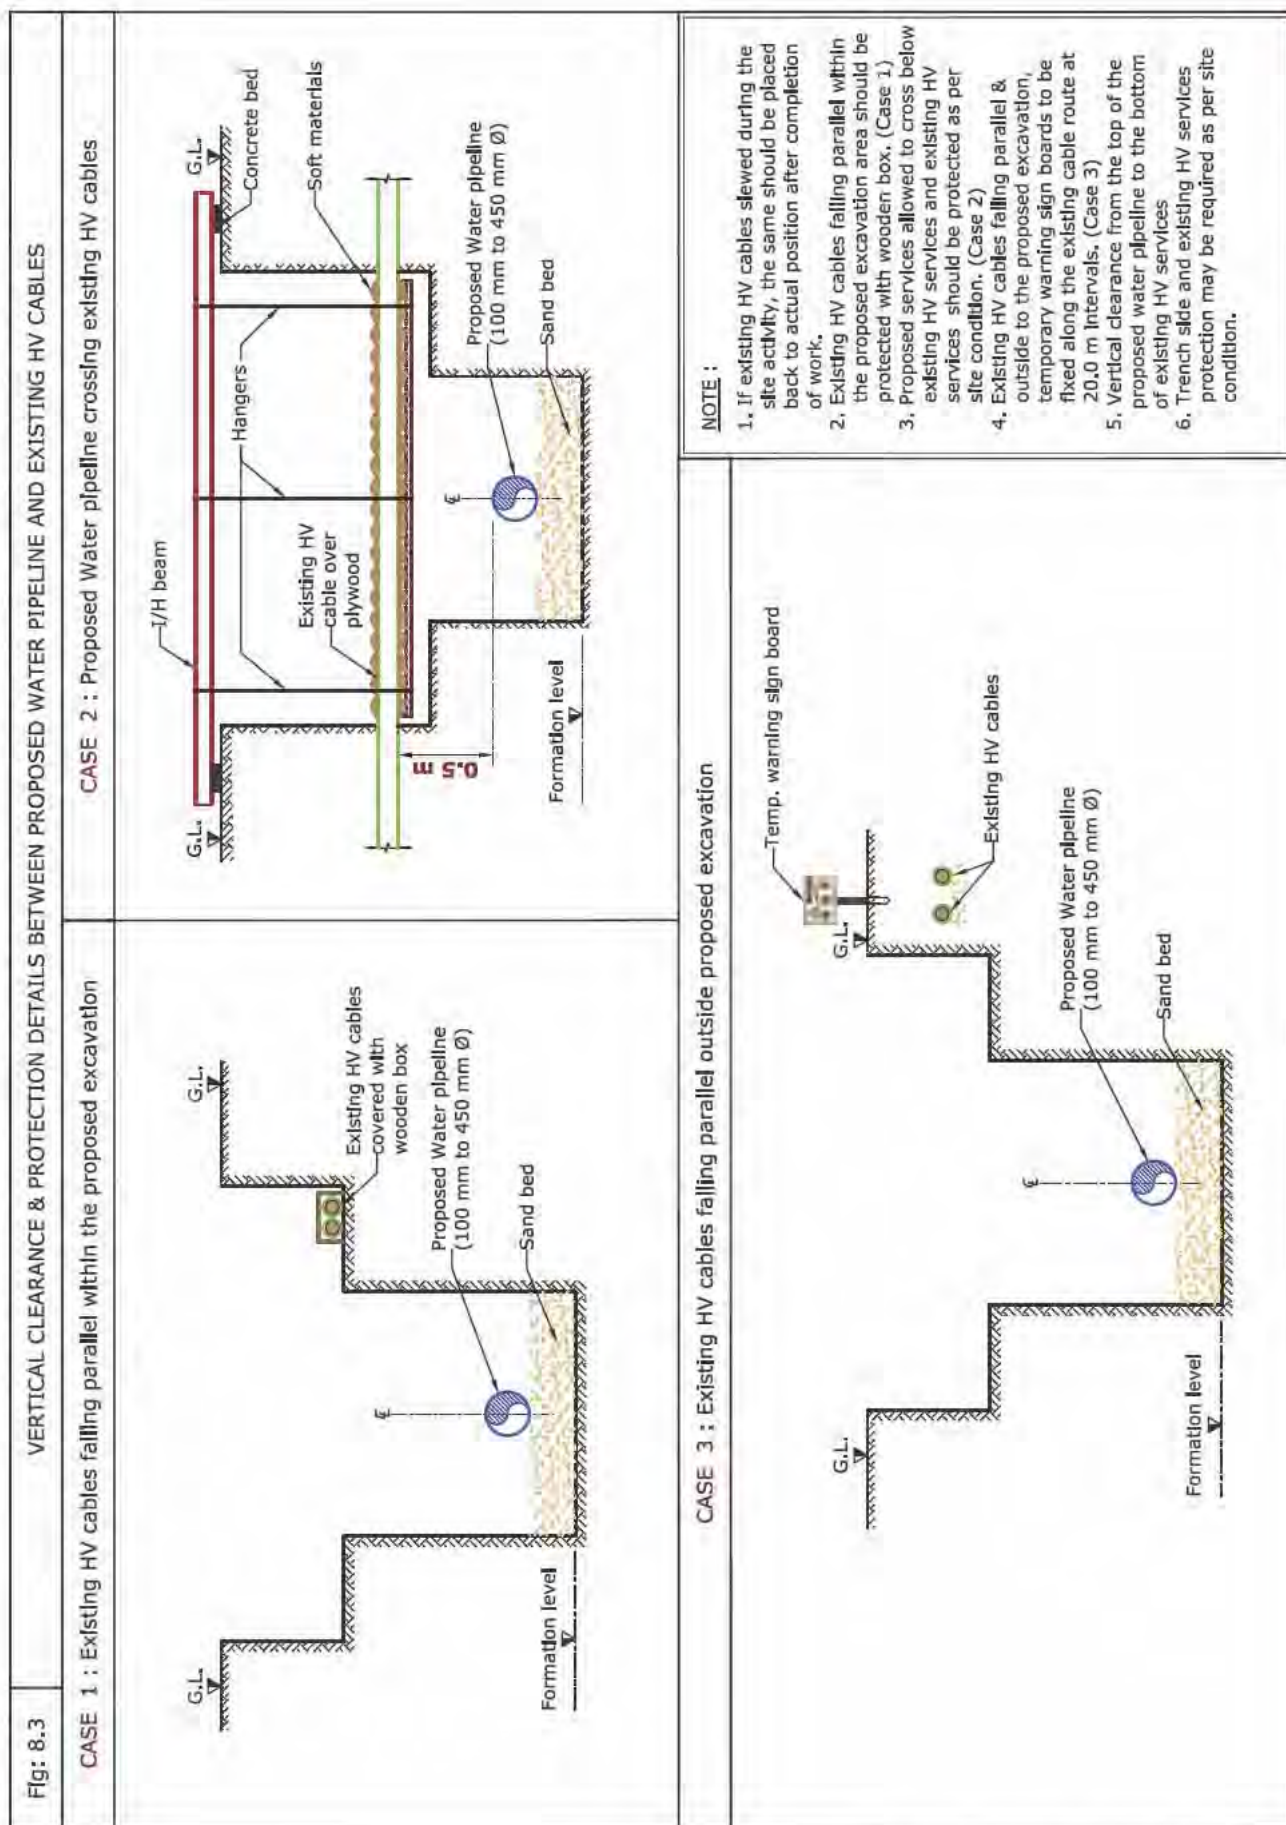 Fig: 8.3
VERTICAL CLEARANCE & PROTECTION DETAILS BETWEEN PROPOSED WATER PIPELINE AND EXISTING HV CABLES
CASE 1 : Existing HV cables falling parallel within the proposed excavation
G.L.
G.L.
Existing HV cables
covered with
wooden box
Proposed Water pipeline
(100 mm to 450 mm Ø)
Sand bed
℄
Formation level
CASE 2 : Proposed Water pipeline crossing existing HV cables
I/H beam
G.L.
G.L.
Concrete bed
Hangers
Soft materials
Existing HV
cable over
plywood
0.5 m
℄
Proposed Water pipeline
(100 mm to 450 mm Ø)
Sand bed
Formation level
CASE 3 : Existing HV cables falling parallel outside proposed excavation
G.L.
G.L.
Temp. warning sign board
Existing HV cables
℄
Proposed Water pipeline
(100 mm to 450 mm Ø)
Sand bed
Formation level
NOTE :
1. If existing HV cables slewed during the
site activity, the same should be placed
back to actual position after completion
of work.
2. Existing HV cables falling parallel within
the proposed excavation area should be
protected with wooden box. (Case 1)
3. Proposed services allowed to cross below
existing HV services and existing HV
services should be protected as per
site condition. (Case 2)
4. Existing HV cables falling parallel &
outside to the proposed excavation,
temporary warning sign boards to be
fixed along the existing cable route at
20.0 m intervals. (Case 3)
5. Vertical clearance from the top of the
proposed water pipeline to the bottom
of existing HV services
6. Trench side and existing HV services
protection may be required as per site
condition.